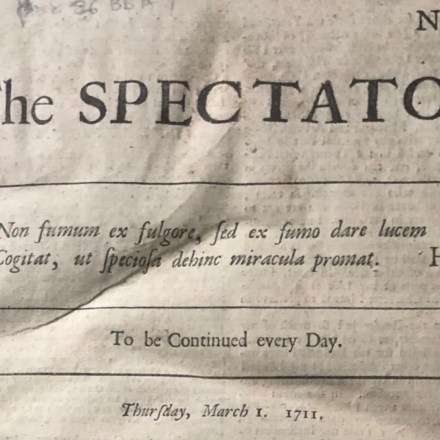 N
The SPECTATO
Non fumum ex fulgore, ſed ex fumo dare lucem
Cogitat, ut ſpecioſa dehinc miracula promat. H
To be Continued every Day.
Thurſday, March 1. 1711.